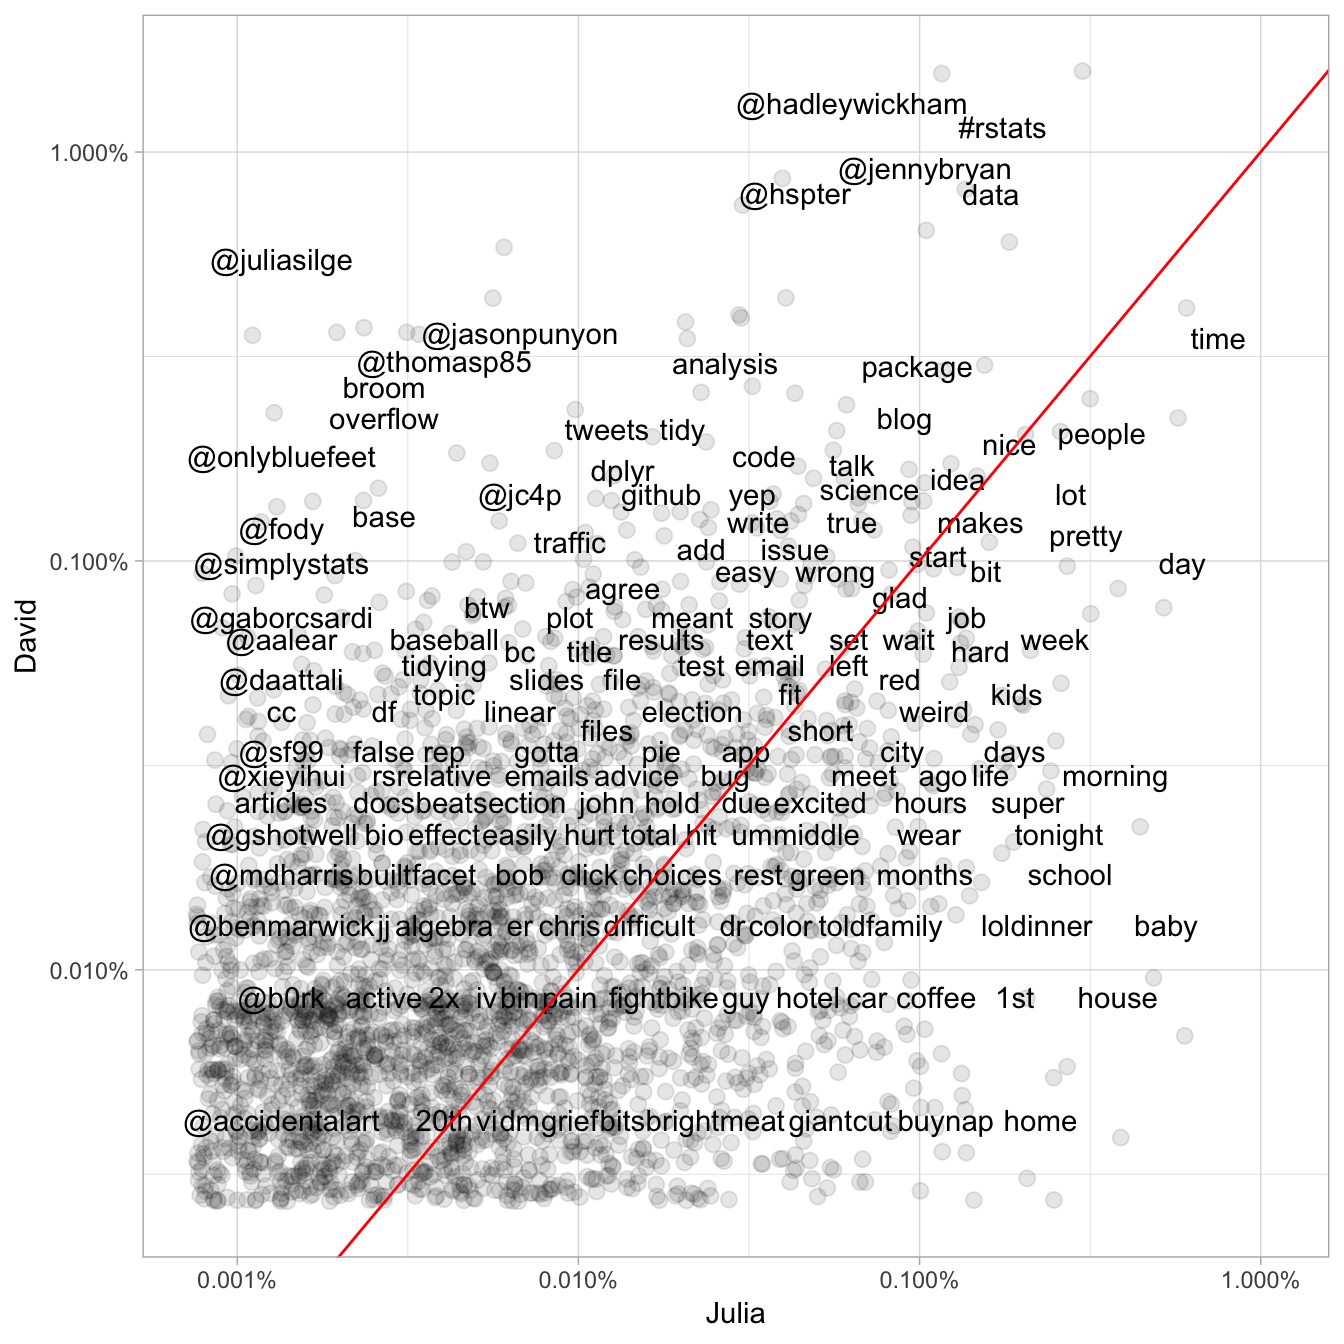 @hadleywickham
#rstats
1.000%
@jennybryan
@hspter data
@juliasilge
@jasonpunyon time
@thomasp85 analysis package
broom
overflow blog
tweets tidy nice people
@onlybluefeet code
dplyr talk idea
@jc4p github yep science lot
base write true makes
@fody traffic add issue pretty
0.100% @simplystats start day
easy wrong bit
agree glad
btw
@gaborcsardi plot meant story job
@aalear baseball results text set wait week
bc title hard
tidying test email left
@daattali slides file red
topic fit kids
cc df linear election weird
files short
David
@sf99 false rep gotta pie app city days
@xieyihui rs relative emails advice bug meet ago life morning
articles docs beat section john hold due excited hours super
@gshotwell bio effect easily hurt total hit um middle wear tonight
@mdharris built facet bob click choices rest green months school
@benmarwick jj algebra er chris difficult dr color told family lol dinner baby
0.010%
@b0rk active 2x iv bin pain fight bike guy hotel car coffee 1st house
@accidentalart 20th vi dm grief bits bright meat giant cut buy nap home
0.001% 0.010% 0.100% 1.000%
Julia